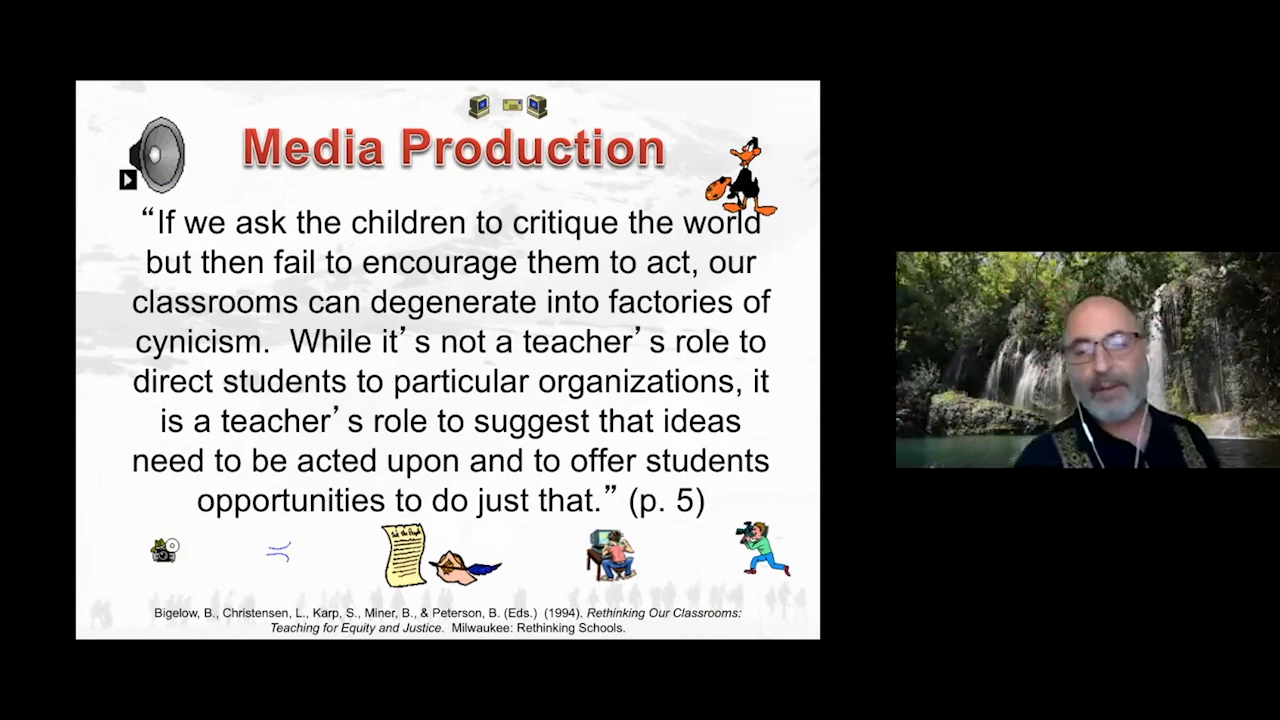 Media Production
“If we ask the children to critique the world
but then fail to encourage them to act, our
classrooms can degenerate into factories of
cynicism.  While it’s not a teacher’s role to
direct students to particular organizations, it
is a teacher’s role to suggest that ideas
need to be acted upon and to offer students
opportunities to do just that.” (p. 5)
Bigelow, B., Christensen, L., Karp, S., Miner, B., & Peterson, B. (Eds.)  (1994). Rethinking Our Classrooms:
Teaching for Equity and Justice.  Milwaukee: Rethinking Schools.